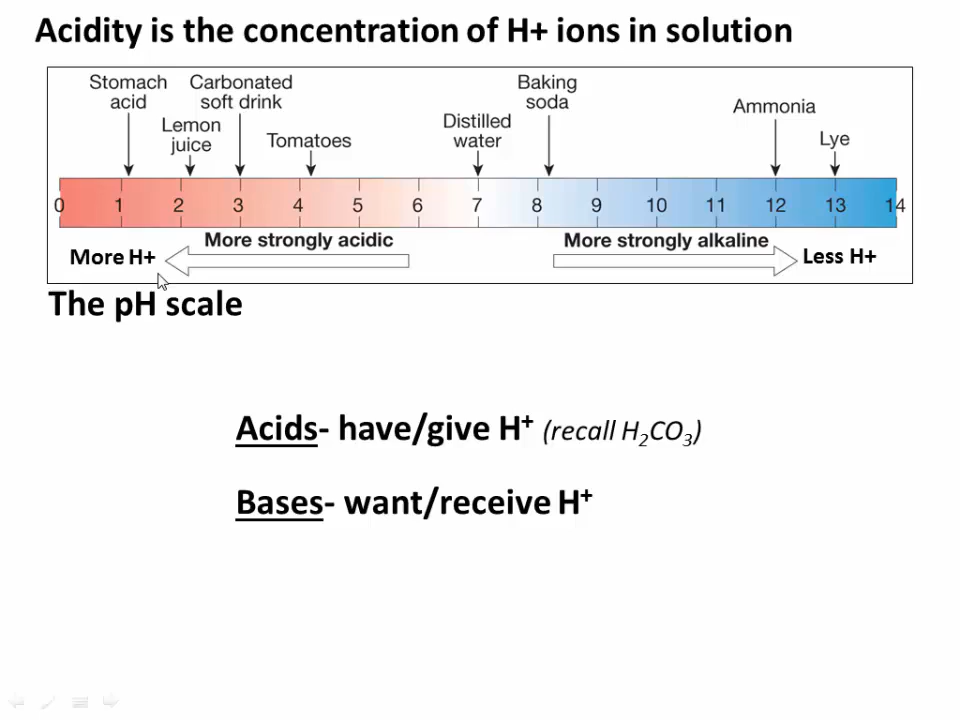 Acidity is the concentration of H+ ions in solution
Stomach acid
Carbonated soft drink
Lemon juice
Tomatoes
Distilled water
Baking soda
Ammonia
Lye
0 1 2 3 4 5 6 7 8 9 10 11 12 13 14
More strongly acidic
More strongly alkaline
More H+
Less H+
The pH scale
Acids- have/give H⁺ (recall H₂CO₃)
Bases- want/receive H⁺